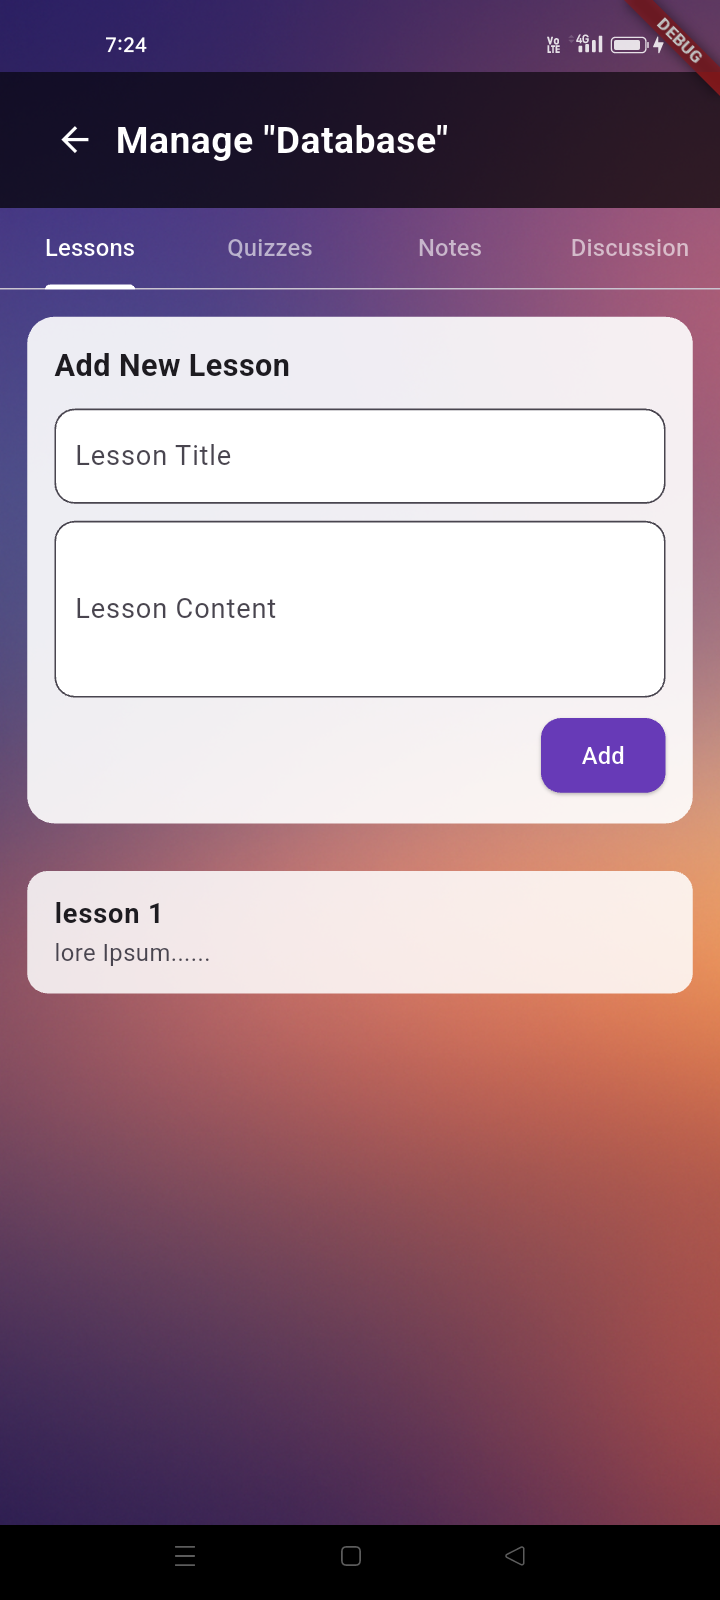 7:24
Vo LTE 4G
DEBUG
Manage "Database"
Lessons Quizzes Notes Discussion
Add New Lesson
Lesson Title
Lesson Content
Add
lesson 1
lore Ipsum......